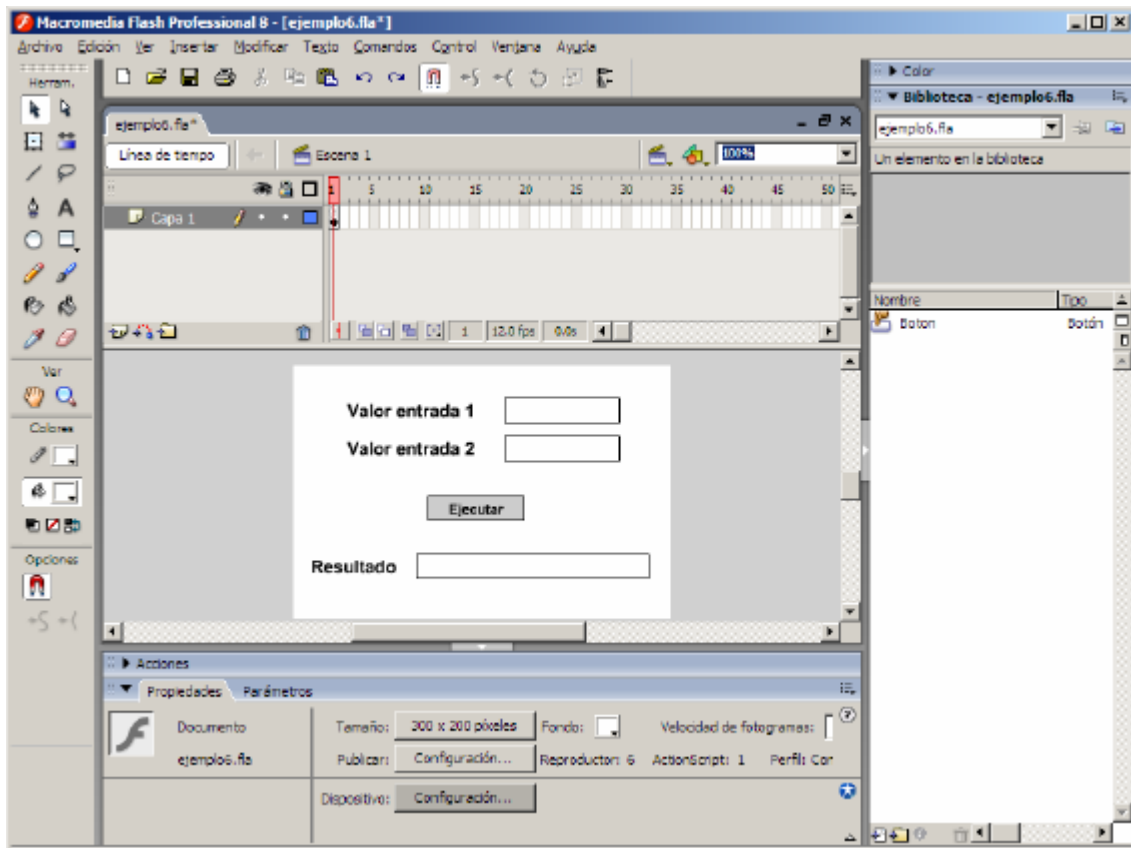 Macromedia Flash Professional 8 - [ejemplo6.fla*]
Archivo Edición Ver Insertar Modificar Texto Comandos Control Ventana Ayuda
Herram.
Ver
Colores
Opciones
ejemplo6.fla*
Línea de tiempo
Escena 1
100%
1 5 10 15 20 25 30 35 40 45 50
Capa 1
1 12.0 fps 0.0s
Valor entrada 1
Valor entrada 2
Ejecutar
Resultado
Acciones
Propiedades Parámetros
Documento
ejemplo6.fla
Tamaño: 300 x 200 píxeles Fondo: Velocidad de fotogramas:
Publicar: Configuración... Reproductor: 6 ActionScript: 1 Perfil: Cor
Dispositivo: Configuración...
Color
Biblioteca - ejemplo6.fla
ejemplo6.fla
Un elemento en la biblioteca
Nombre Tipo
Boton Botón